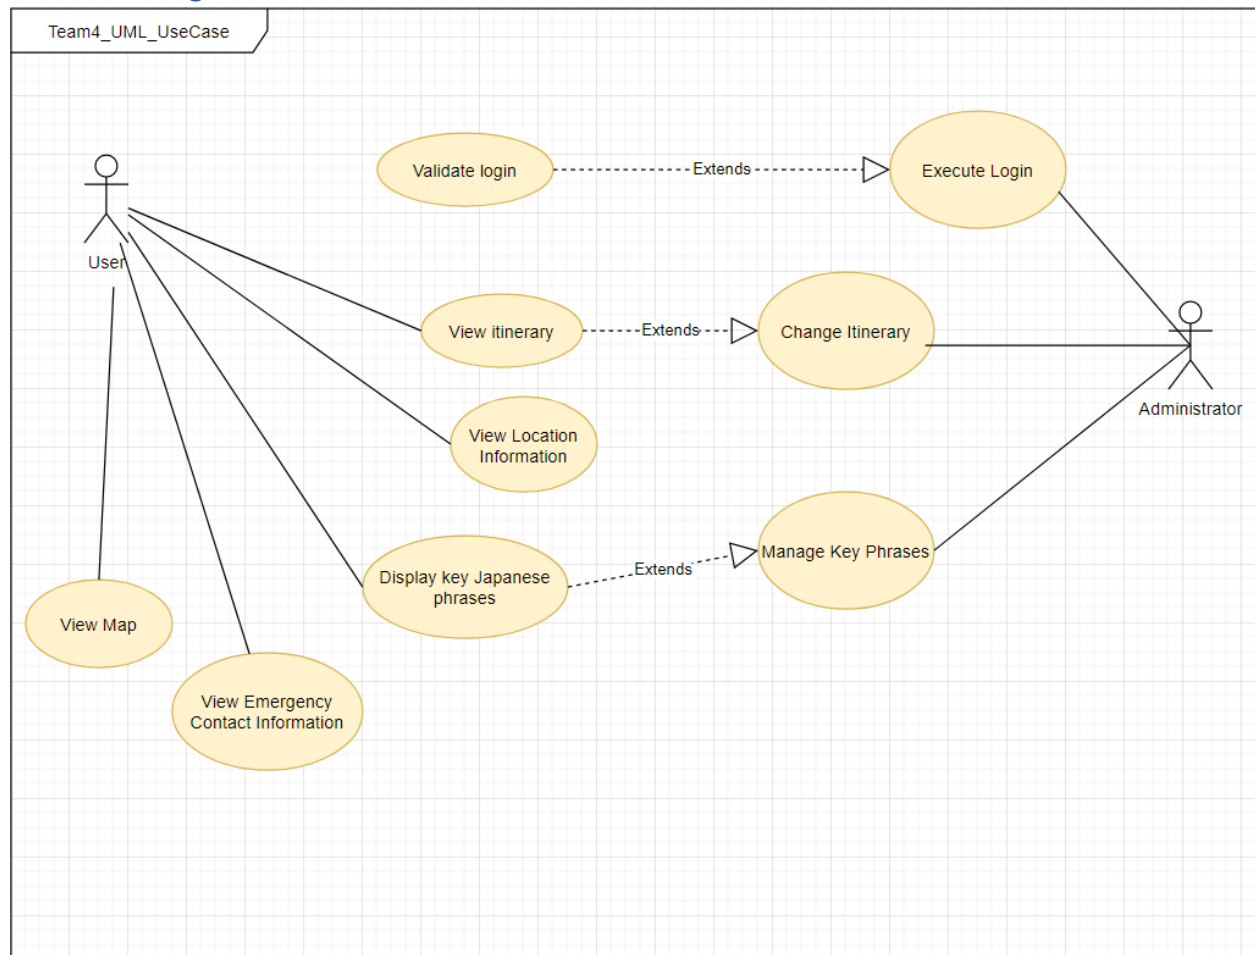 Team4_UML_UseCase
Validate login
Extends
Execute Login
User
View itinerary
Extends
Change Itinerary
Administrator
View Location
Information
Display key Japanese
phrases
Extends
Manage Key Phrases
View Map
View Emergency
Contact Information